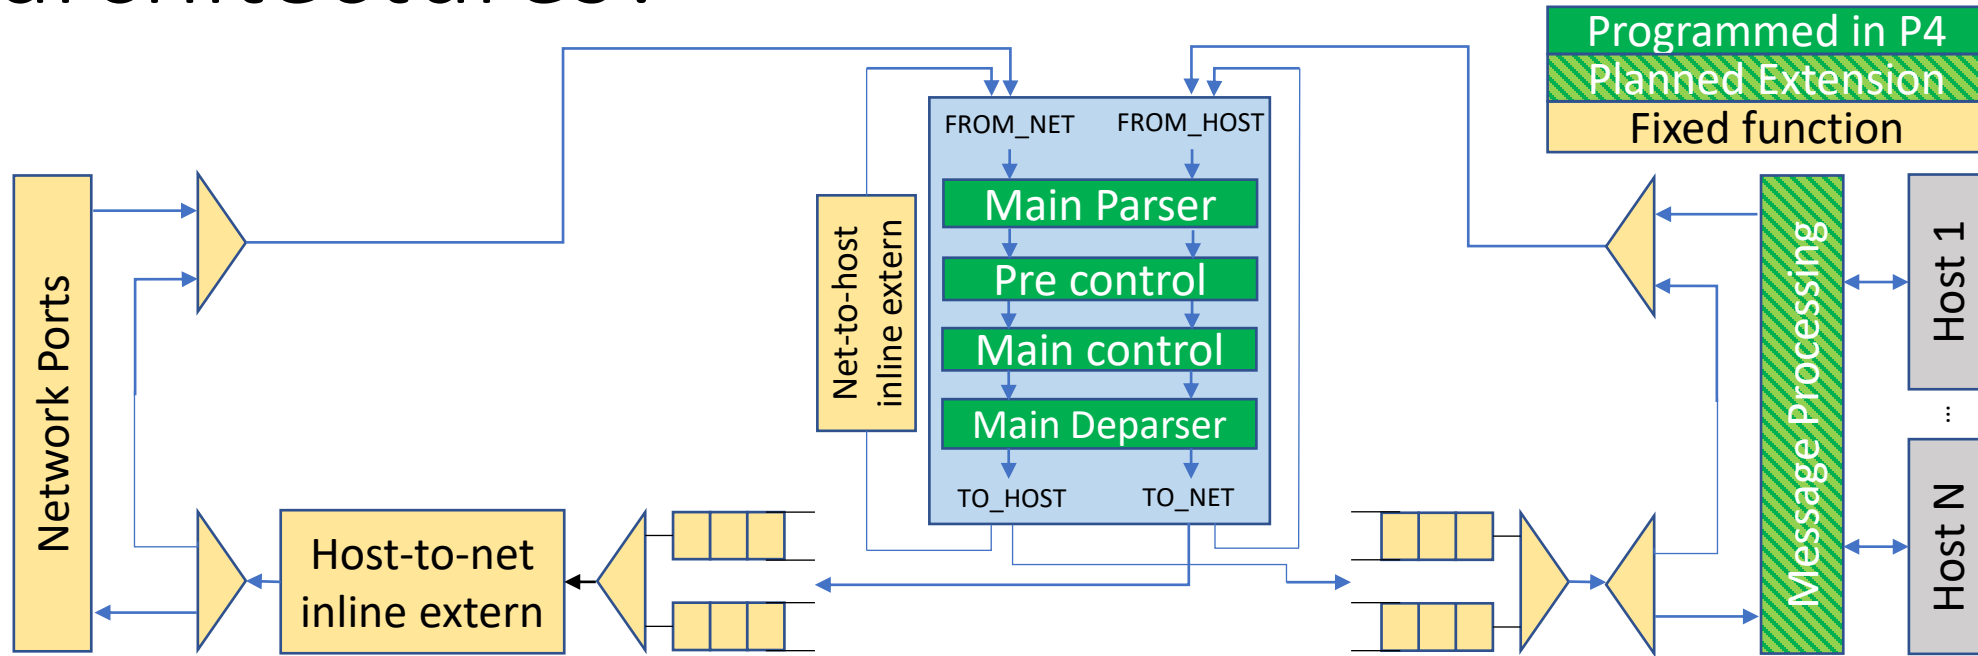 Programmed in P4
Planned Extension
Fixed function
FROM_NET
FROM_HOST
Main Parser
Pre control
Main control
Main Deparser
TO_HOST
TO_NET
Net-to-host
inline extern
Network Ports
Host-to-net
inline extern
Message Processing
Host 1
...
Host N